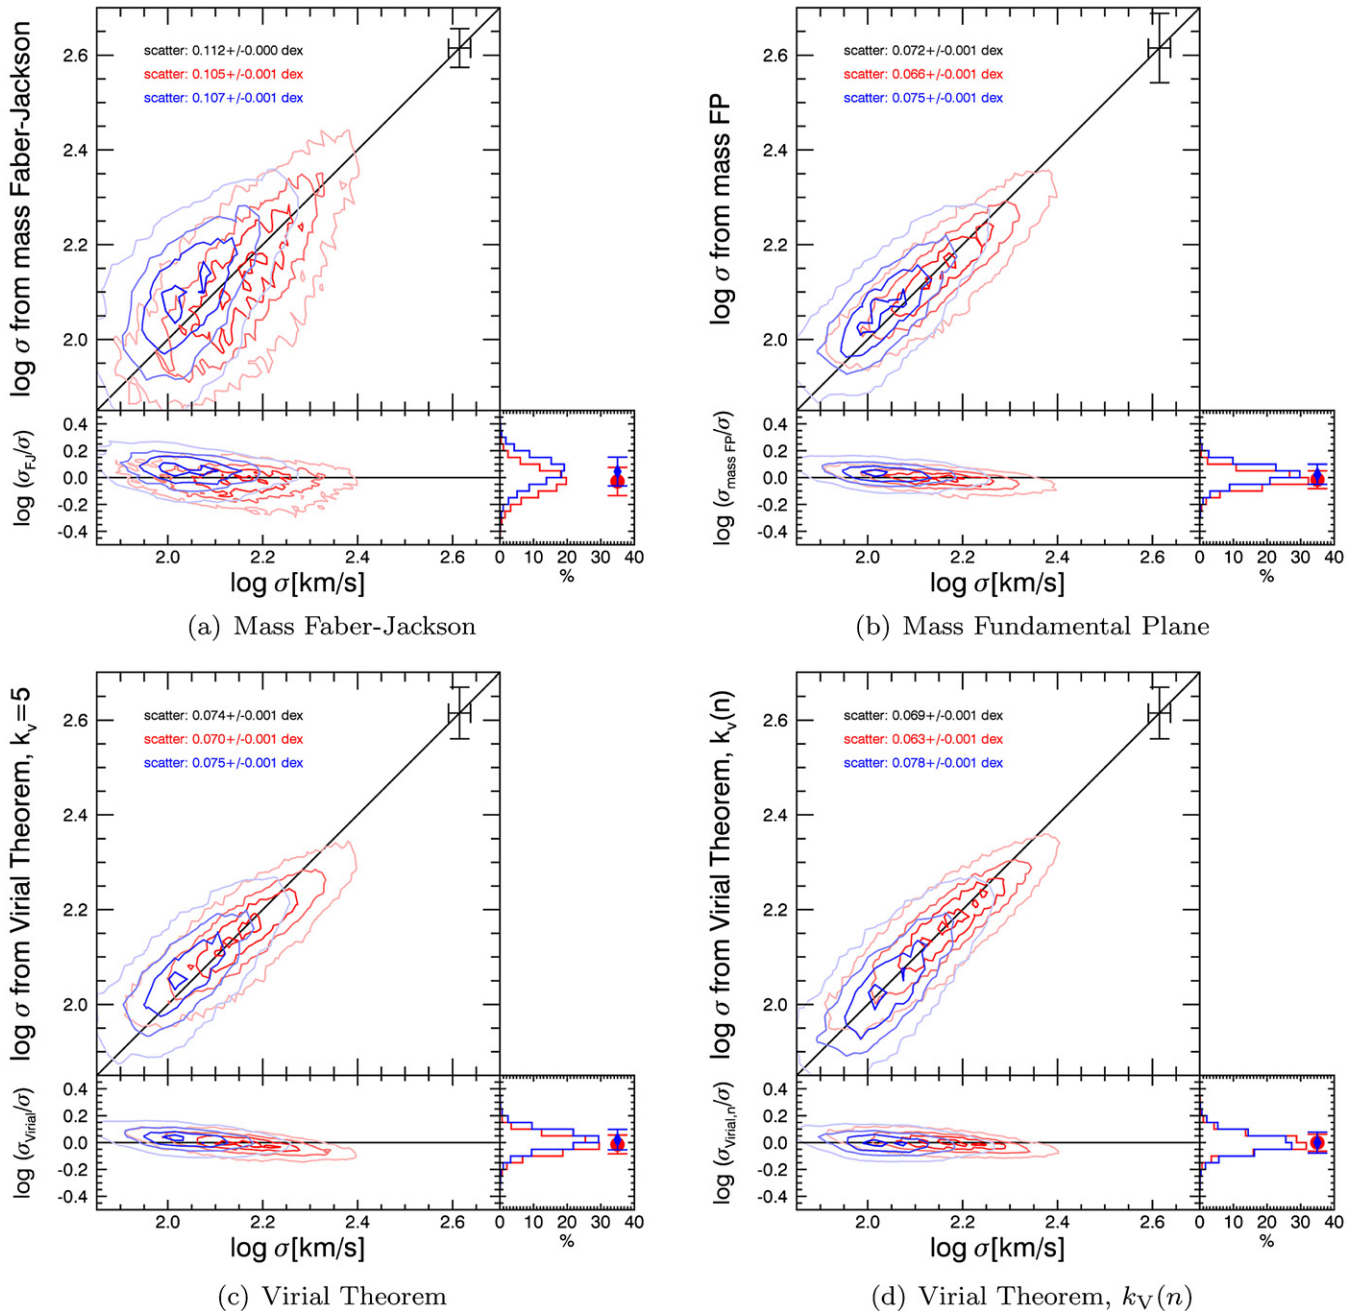 log σ from mass Faber-Jackson
2.6
2.4
2.2
2.0
scatter: 0.112+/-0.000 dex
scatter: 0.105+/-0.001 dex
scatter: 0.107+/-0.001 dex
log (σFJ/σ)
0.4
0.2
0.0
-0.2
-0.4
2.0 2.2 2.4 2.6
0 10 20 30 40
log σ[km/s]
%
(a) Mass Faber-Jackson
log σ from mass FP
2.6
2.4
2.2
2.0
scatter: 0.072+/-0.001 dex
scatter: 0.066+/-0.001 dex
scatter: 0.075+/-0.001 dex
log (σmass FP/σ)
0.4
0.2
0.0
-0.2
-0.4
2.0 2.2 2.4 2.6
0 10 20 30 40
log σ[km/s]
%
(b) Mass Fundamental Plane
log σ from Virial Theorem, kv=5
2.6
2.4
2.2
2.0
scatter: 0.074+/-0.001 dex
scatter: 0.070+/-0.001 dex
scatter: 0.075+/-0.001 dex
log (σVirial/σ)
0.4
0.2
0.0
-0.2
-0.4
2.0 2.2 2.4 2.6
0 10 20 30 40
log σ[km/s]
%
(c) Virial Theorem
log σ from Virial Theorem, kv(n)
2.6
2.4
2.2
2.0
scatter: 0.069+/-0.001 dex
scatter: 0.063+/-0.001 dex
scatter: 0.078+/-0.001 dex
log (σVirial,n/σ)
0.4
0.2
0.0
-0.2
-0.4
2.0 2.2 2.4 2.6
0 10 20 30 40
log σ[km/s]
%
(d) Virial Theorem, kV(n)